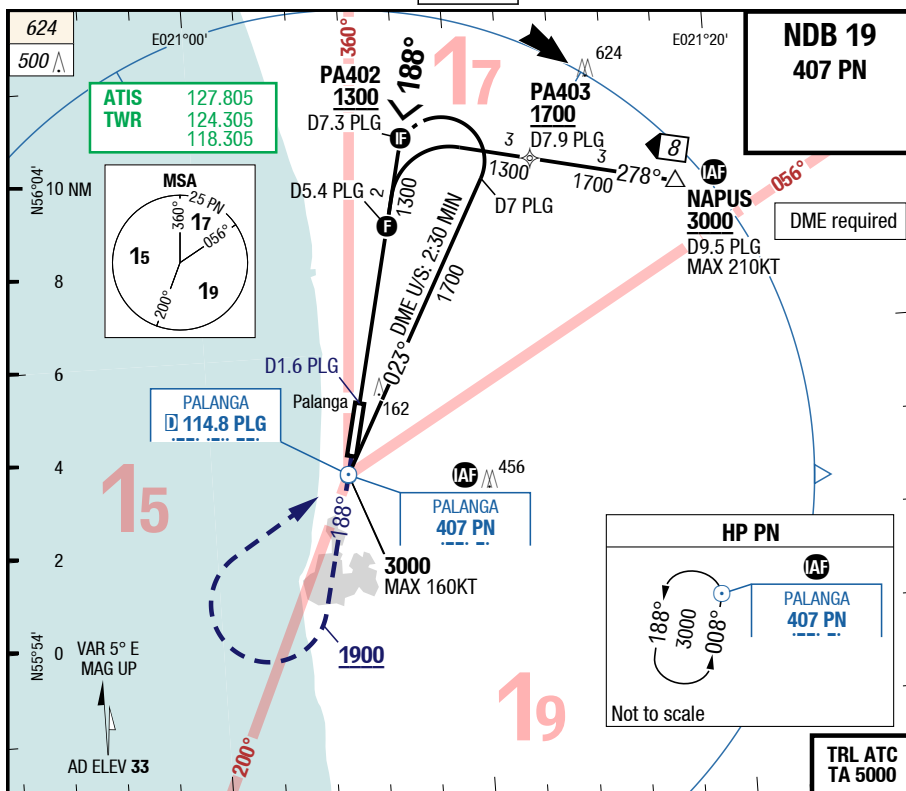 624
500
E021°00'
360°
188°
17
624
E021°20'
NDB 19
407 PN
ATIS 127.805
TWR 124.305
118.305
PA402
1300
D7.3 PLG
IF
PA403
1700
D7.9 PLG
3
1300
3
1700
278°
8
IAF
056°
NAPUS
3000
D9.5 PLG
MAX 210KT
DME required
N56°04'
10 NM
MSA
25 PN
360°
056°
200°
15
17
19
D5.4 PLG
F
2
1300
D7 PLG
DME U/S: 2:30 MIN
1700
023°
8
6
D1.6 PLG
Palanga
162
PALANGA
D 114.8 PLG
4
IAF
456
PALANGA
407 PN
15
188°
2
3000
MAX 160KT
HP PN
IAF
PALANGA
407 PN
188°
3000
008°
Not to scale
N55°54'
0
1900
VAR 5° E
MAG UP
19
200°
AD ELEV 33
TRL ATC
TA 5000